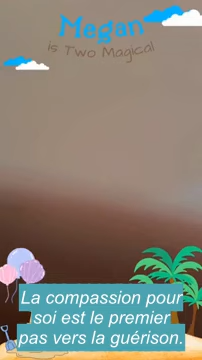 Megan
is Two Magical
La compassion pour
soi est le premier
pas vers la guérison.